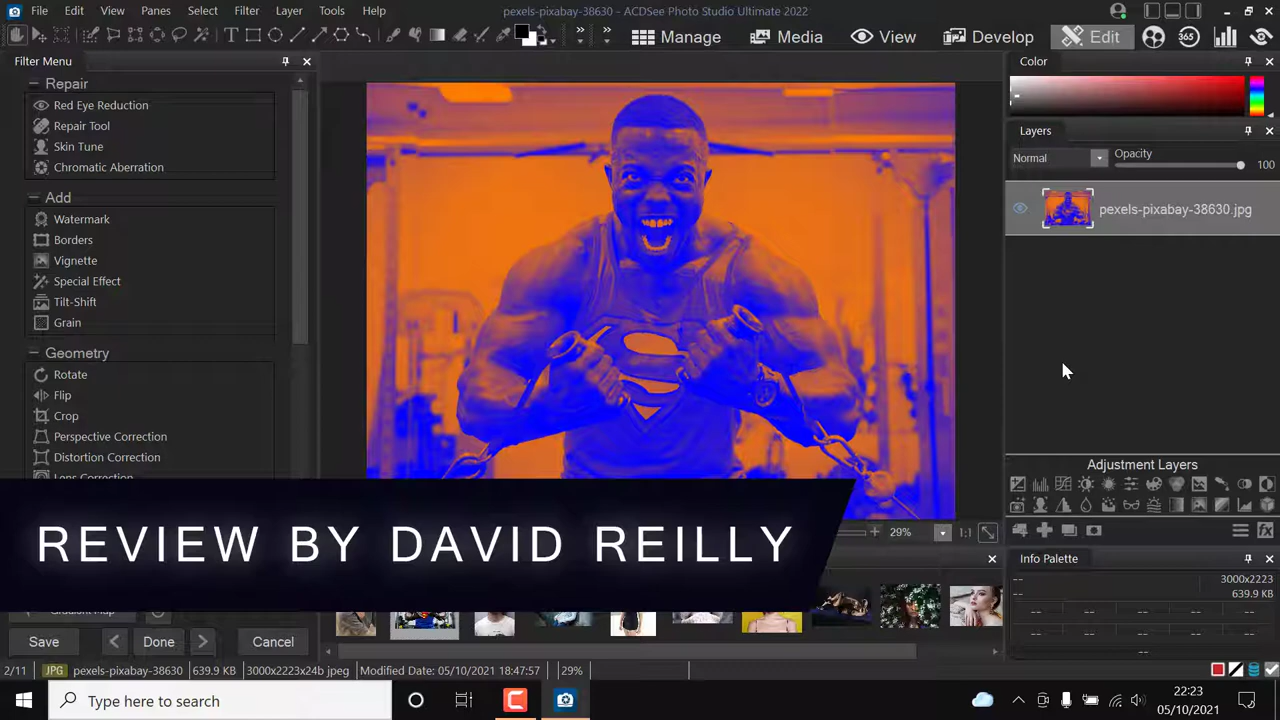 File Edit View Panes Select Filter Layer Tools Help
pexels-pixabay-38630 - ACDSee Photo Studio Ultimate 2022
Manage Media View Develop Edit 365
Filter Menu
Repair
Red Eye Reduction
Repair Tool
Skin Tune
Chromatic Aberration
Add
Watermark
Borders
Vignette
Special Effect
Tilt-Shift
Grain
Geometry
Rotate
Flip
Crop
Perspective Correction
Distortion Correction
Lens Correction
Gradient Map
Save Done Cancel
Color
Layers
Normal Opacity 100
pexels-pixabay-38630.jpg
Adjustment Layers
29% 1:1
Info Palette
-- 3000x2223
-- 639.9 KB
-- -- -- --
-- -- -- --
--
S
REVIEW BY DAVID REILLY
2/11 JPG pexels-pixabay-38630 639.9 KB 3000x2223x24b jpeg Modified Date: 05/10/2021 18:47:57 29%
Type here to search
22:23
05/10/2021